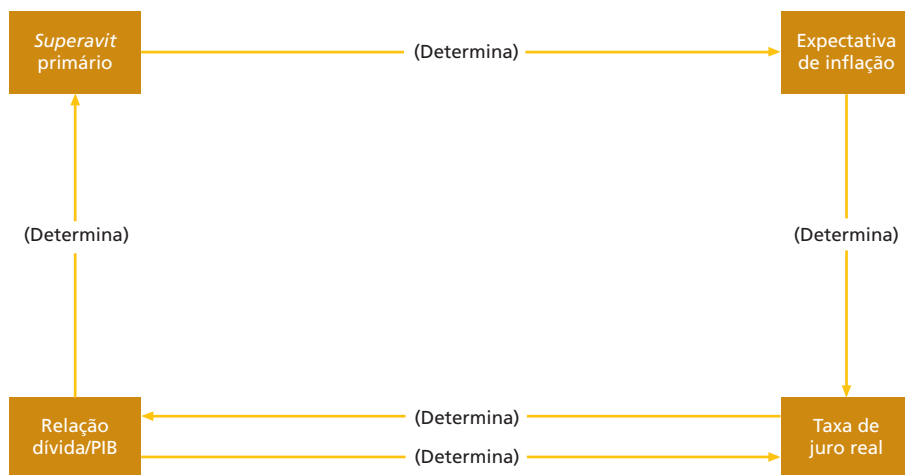 Superavit
primário
(Determina)
Expectativa
de inflação
(Determina)
(Determina)
Relação
dívida/PIB
(Determina)
(Determina)
Taxa de
juro real